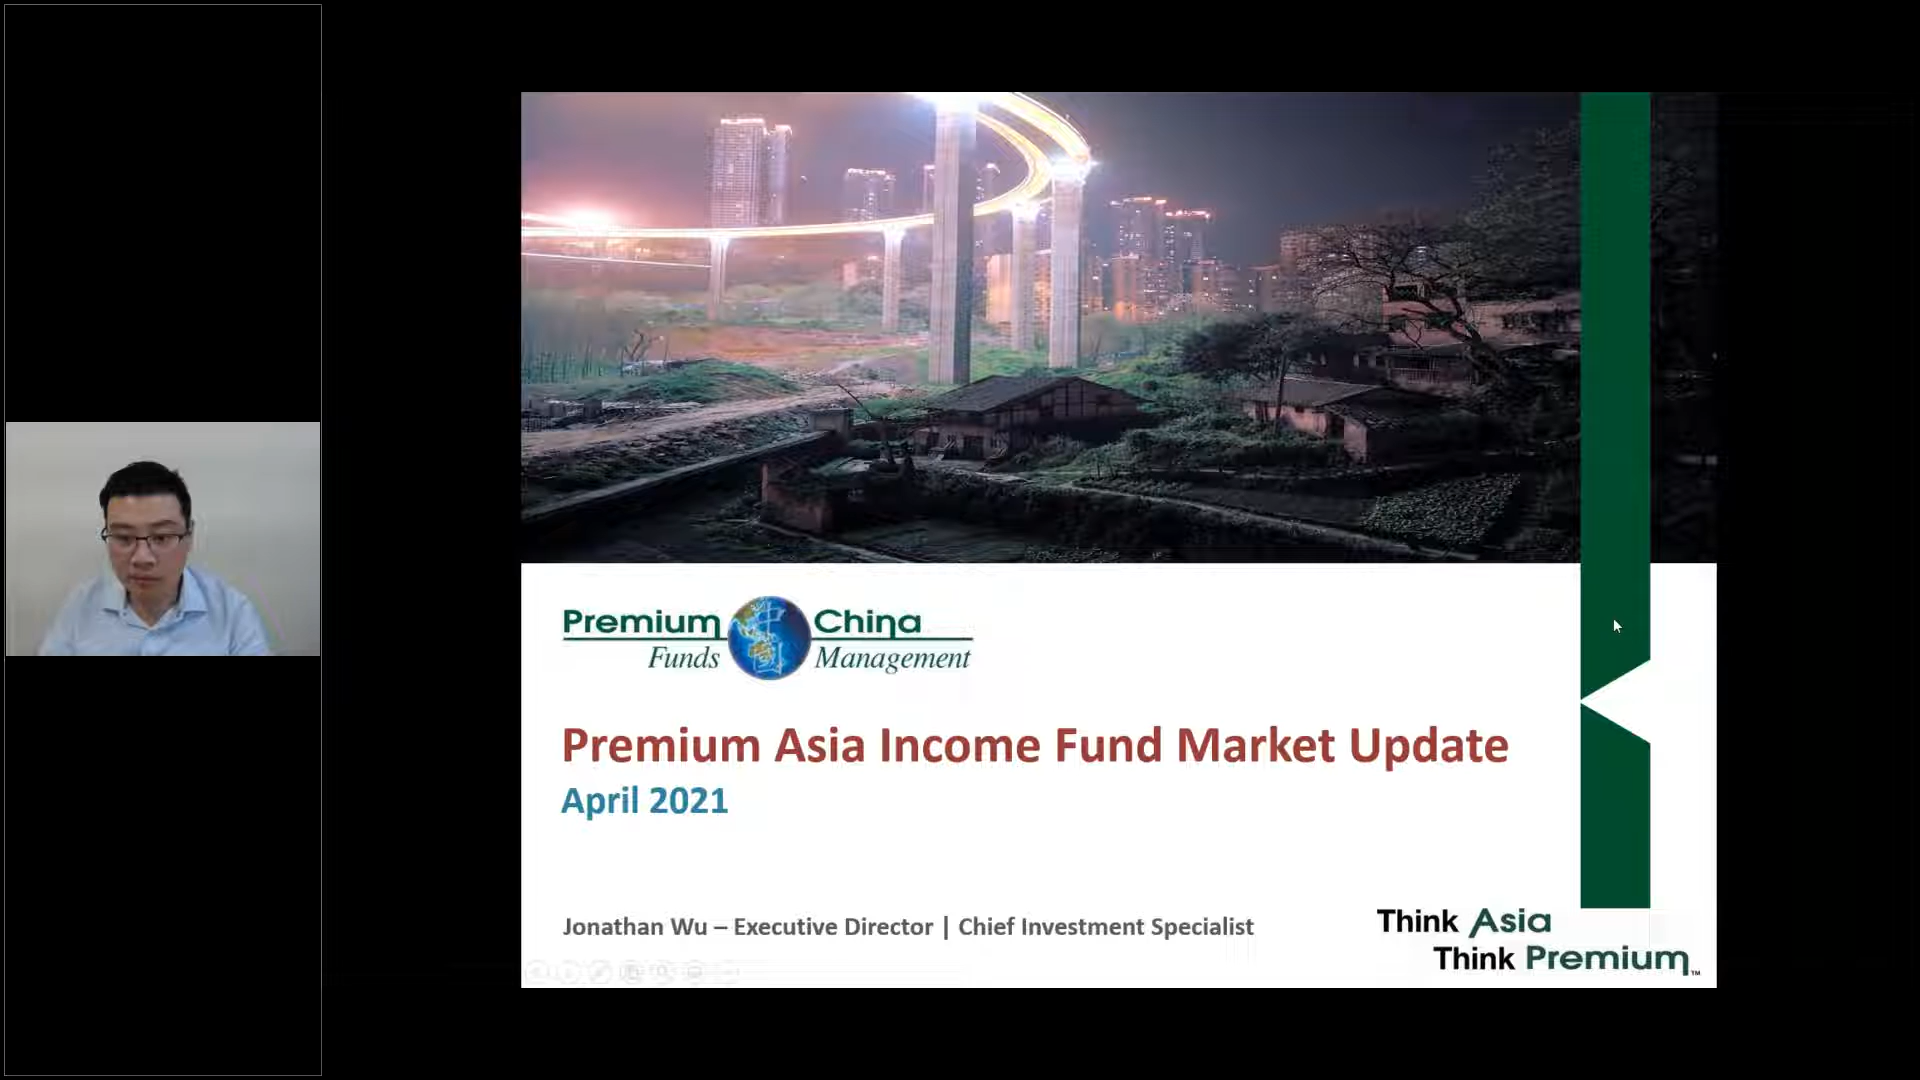 Premium China
Funds Management
Premium Asia Income Fund Market Update
April 2021
Jonathan Wu – Executive Director | Chief Investment Specialist
Think Asia
Think Premium™